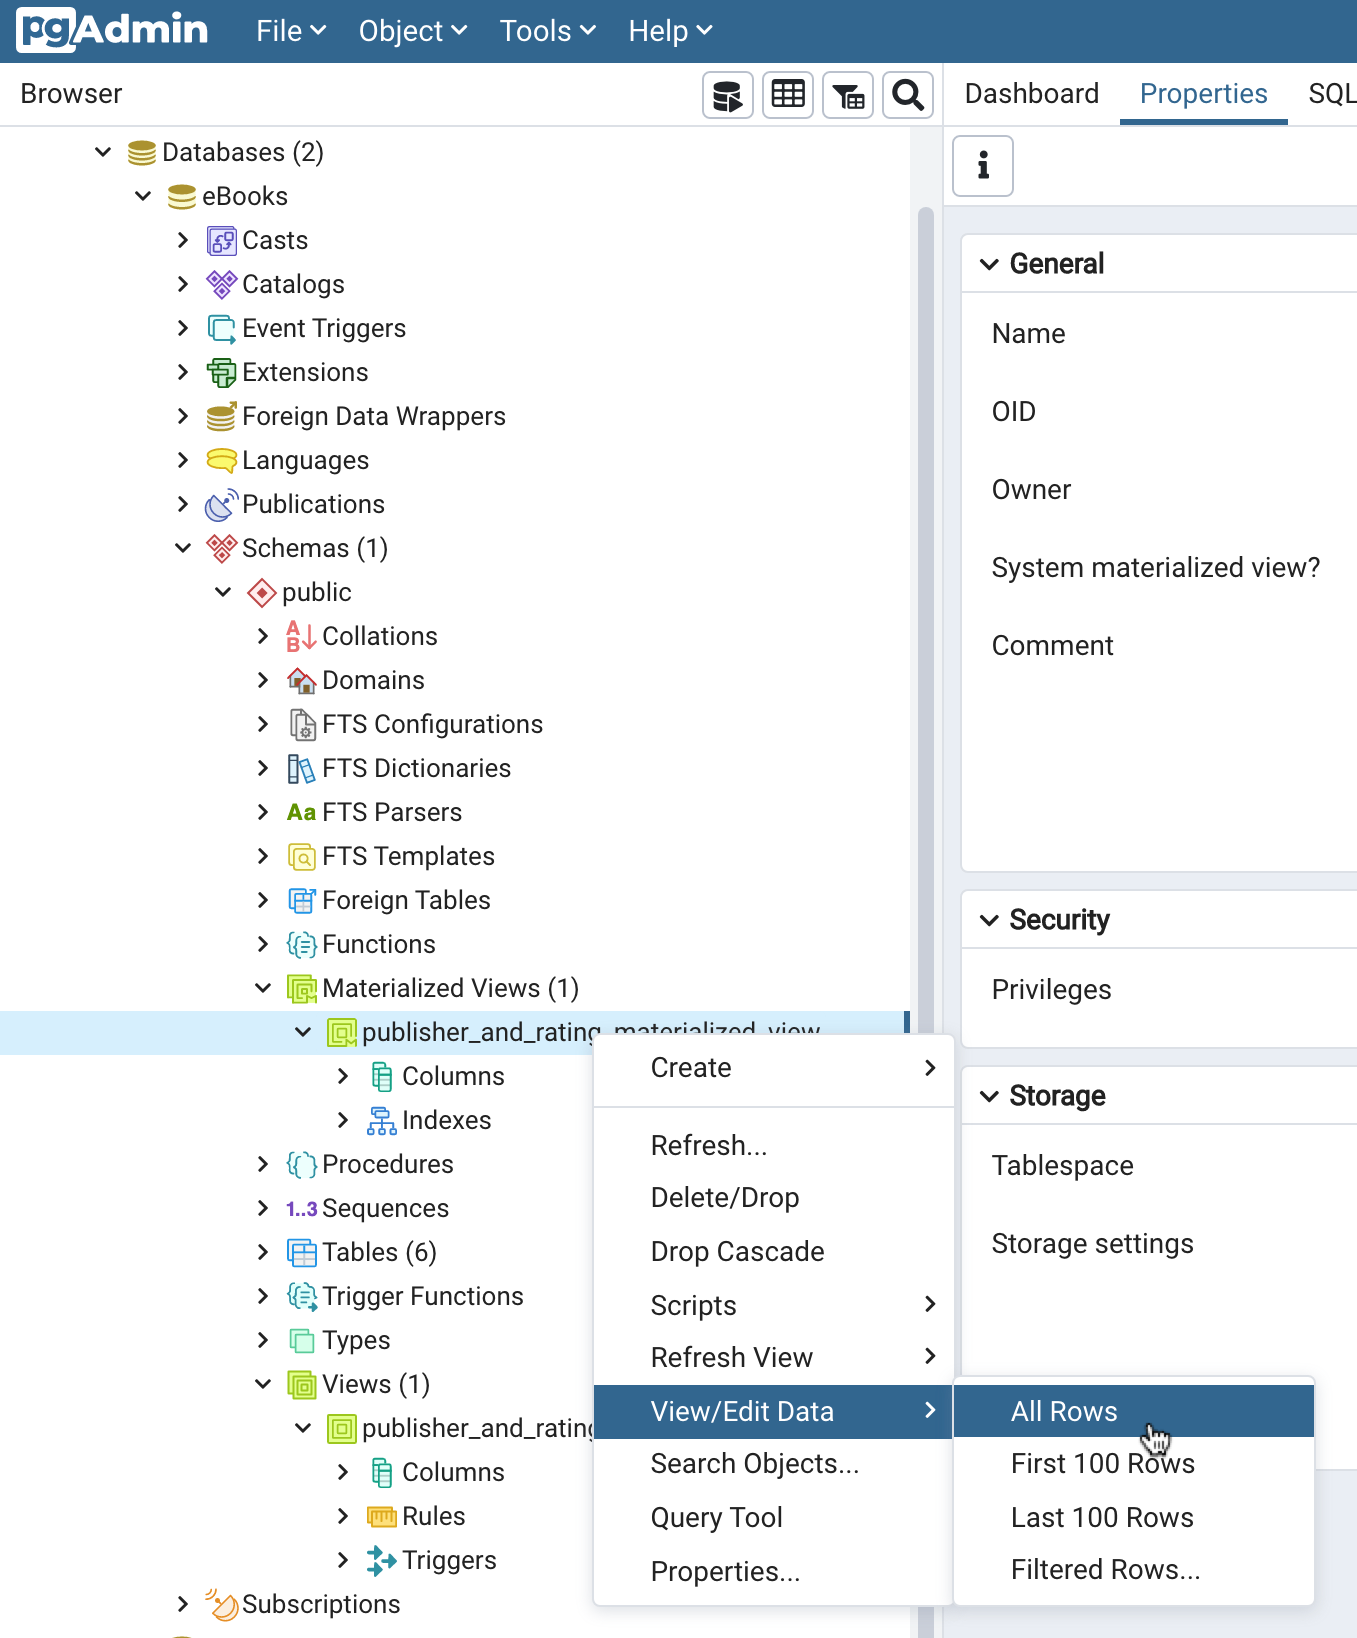 pgAdmin File Object Tools Help
Browser
Dashboard Properties SQL
Databases (2)
eBooks
Casts
Catalogs
Event Triggers
Extensions
Foreign Data Wrappers
Languages
Publications
Schemas (1)
public
Collations
Domains
FTS Configurations
FTS Dictionaries
Aa FTS Parsers
FTS Templates
Foreign Tables
Functions
Materialized Views (1)
publisher_and_rating_materialized_view
Columns
Indexes
Procedures
1..3 Sequences
Tables (6)
Trigger Functions
Types
Views (1)
publisher_and_rating
Columns
Rules
Triggers
Subscriptions
Create
Refresh...
Delete/Drop
Drop Cascade
Scripts
Refresh View
View/Edit Data
Search Objects...
Query Tool
Properties...
All Rows
First 100 Rows
Last 100 Rows
Filtered Rows...
General
Name
OID
Owner
System materialized view?
Comment
Security
Privileges
Storage
Tablespace
Storage settings